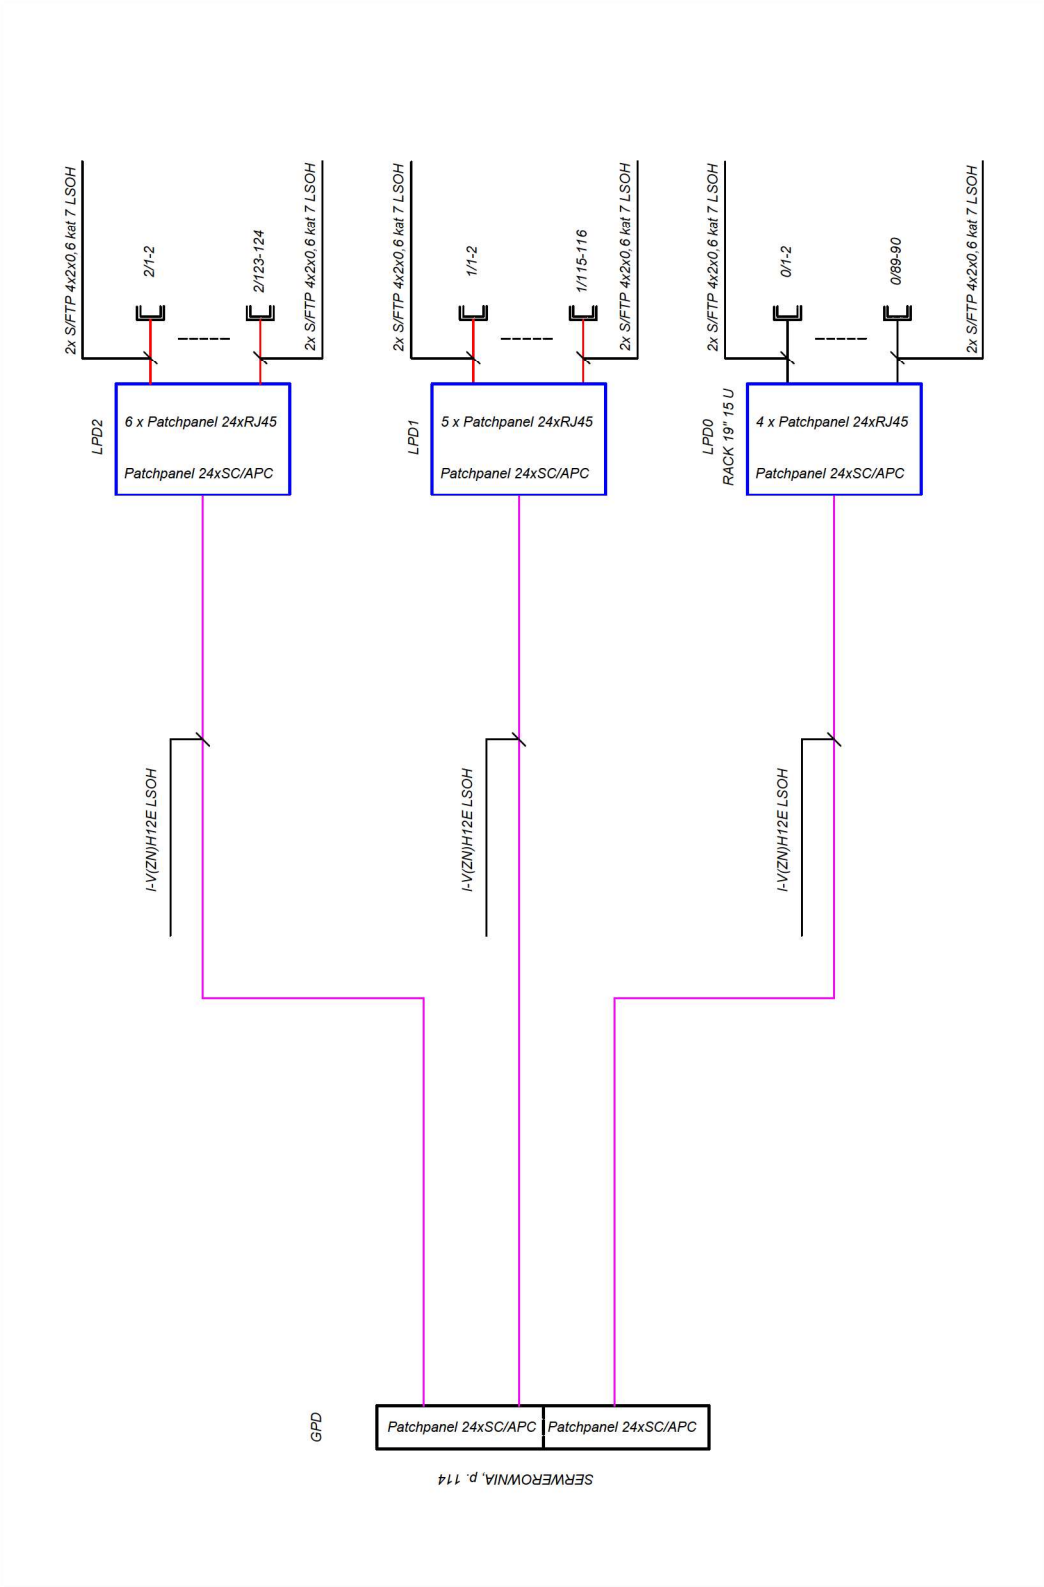 2x S/FTP 4x2x0,6 kat 7 LSOH
2/1-2
2/123-124
2x S/FTP 4x2x0,6 kat 7 LSOH
2x S/FTP 4x2x0,6 kat 7 LSOH
1/1-2
1/115-116
2x S/FTP 4x2x0,6 kat 7 LSOH
2x S/FTP 4x2x0,6 kat 7 LSOH
0/1-2
0/89-90
2x S/FTP 4x2x0,6 kat 7 LSOH
LPD2
6 x Patchpanel 24xRJ45
Patchpanel 24xSC/APC
LPD1
5 x Patchpanel 24xRJ45
Patchpanel 24xSC/APC
LPD0
RACK 19" 15 U
4 x Patchpanel 24xRJ45
Patchpanel 24xSC/APC
I-V(ZN)H12E LSOH
I-V(ZN)H12E LSOH
I-V(ZN)H12E LSOH
GPD
Patchpanel 24xSC/APC
Patchpanel 24xSC/APC
SERWEROWNIA, p. 114